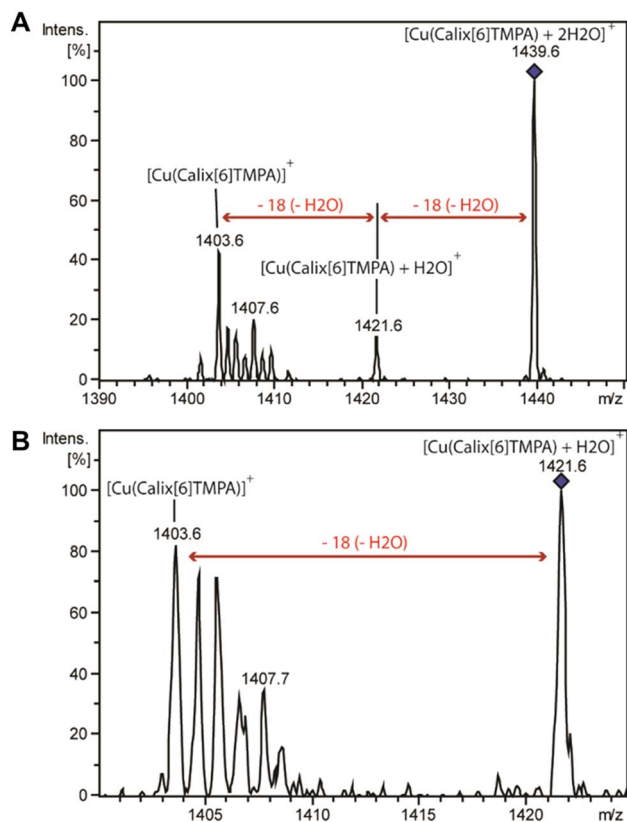 A
Intens.
[%]
[Cu(Calix[6]TMPA) + 2H2O]+
1439.6
100
80
[Cu(Calix[6]TMPA)]+
60
- 18 (- H2O)
- 18 (- H2O)
1403.6
[Cu(Calix[6]TMPA) + H2O]+
40
1407.6
1421.6
20
0
1390
1400
1410
1420
1430
1440
m/z
B
Intens.
[%]
[Cu(Calix[6]TMPA) + H2O]+
1421.6
[Cu(Calix[6]TMPA)]+
100
1403.6
80
- 18 (- H2O)
60
40
1407.7
20
0
1405
1410
1415
1420
m/z